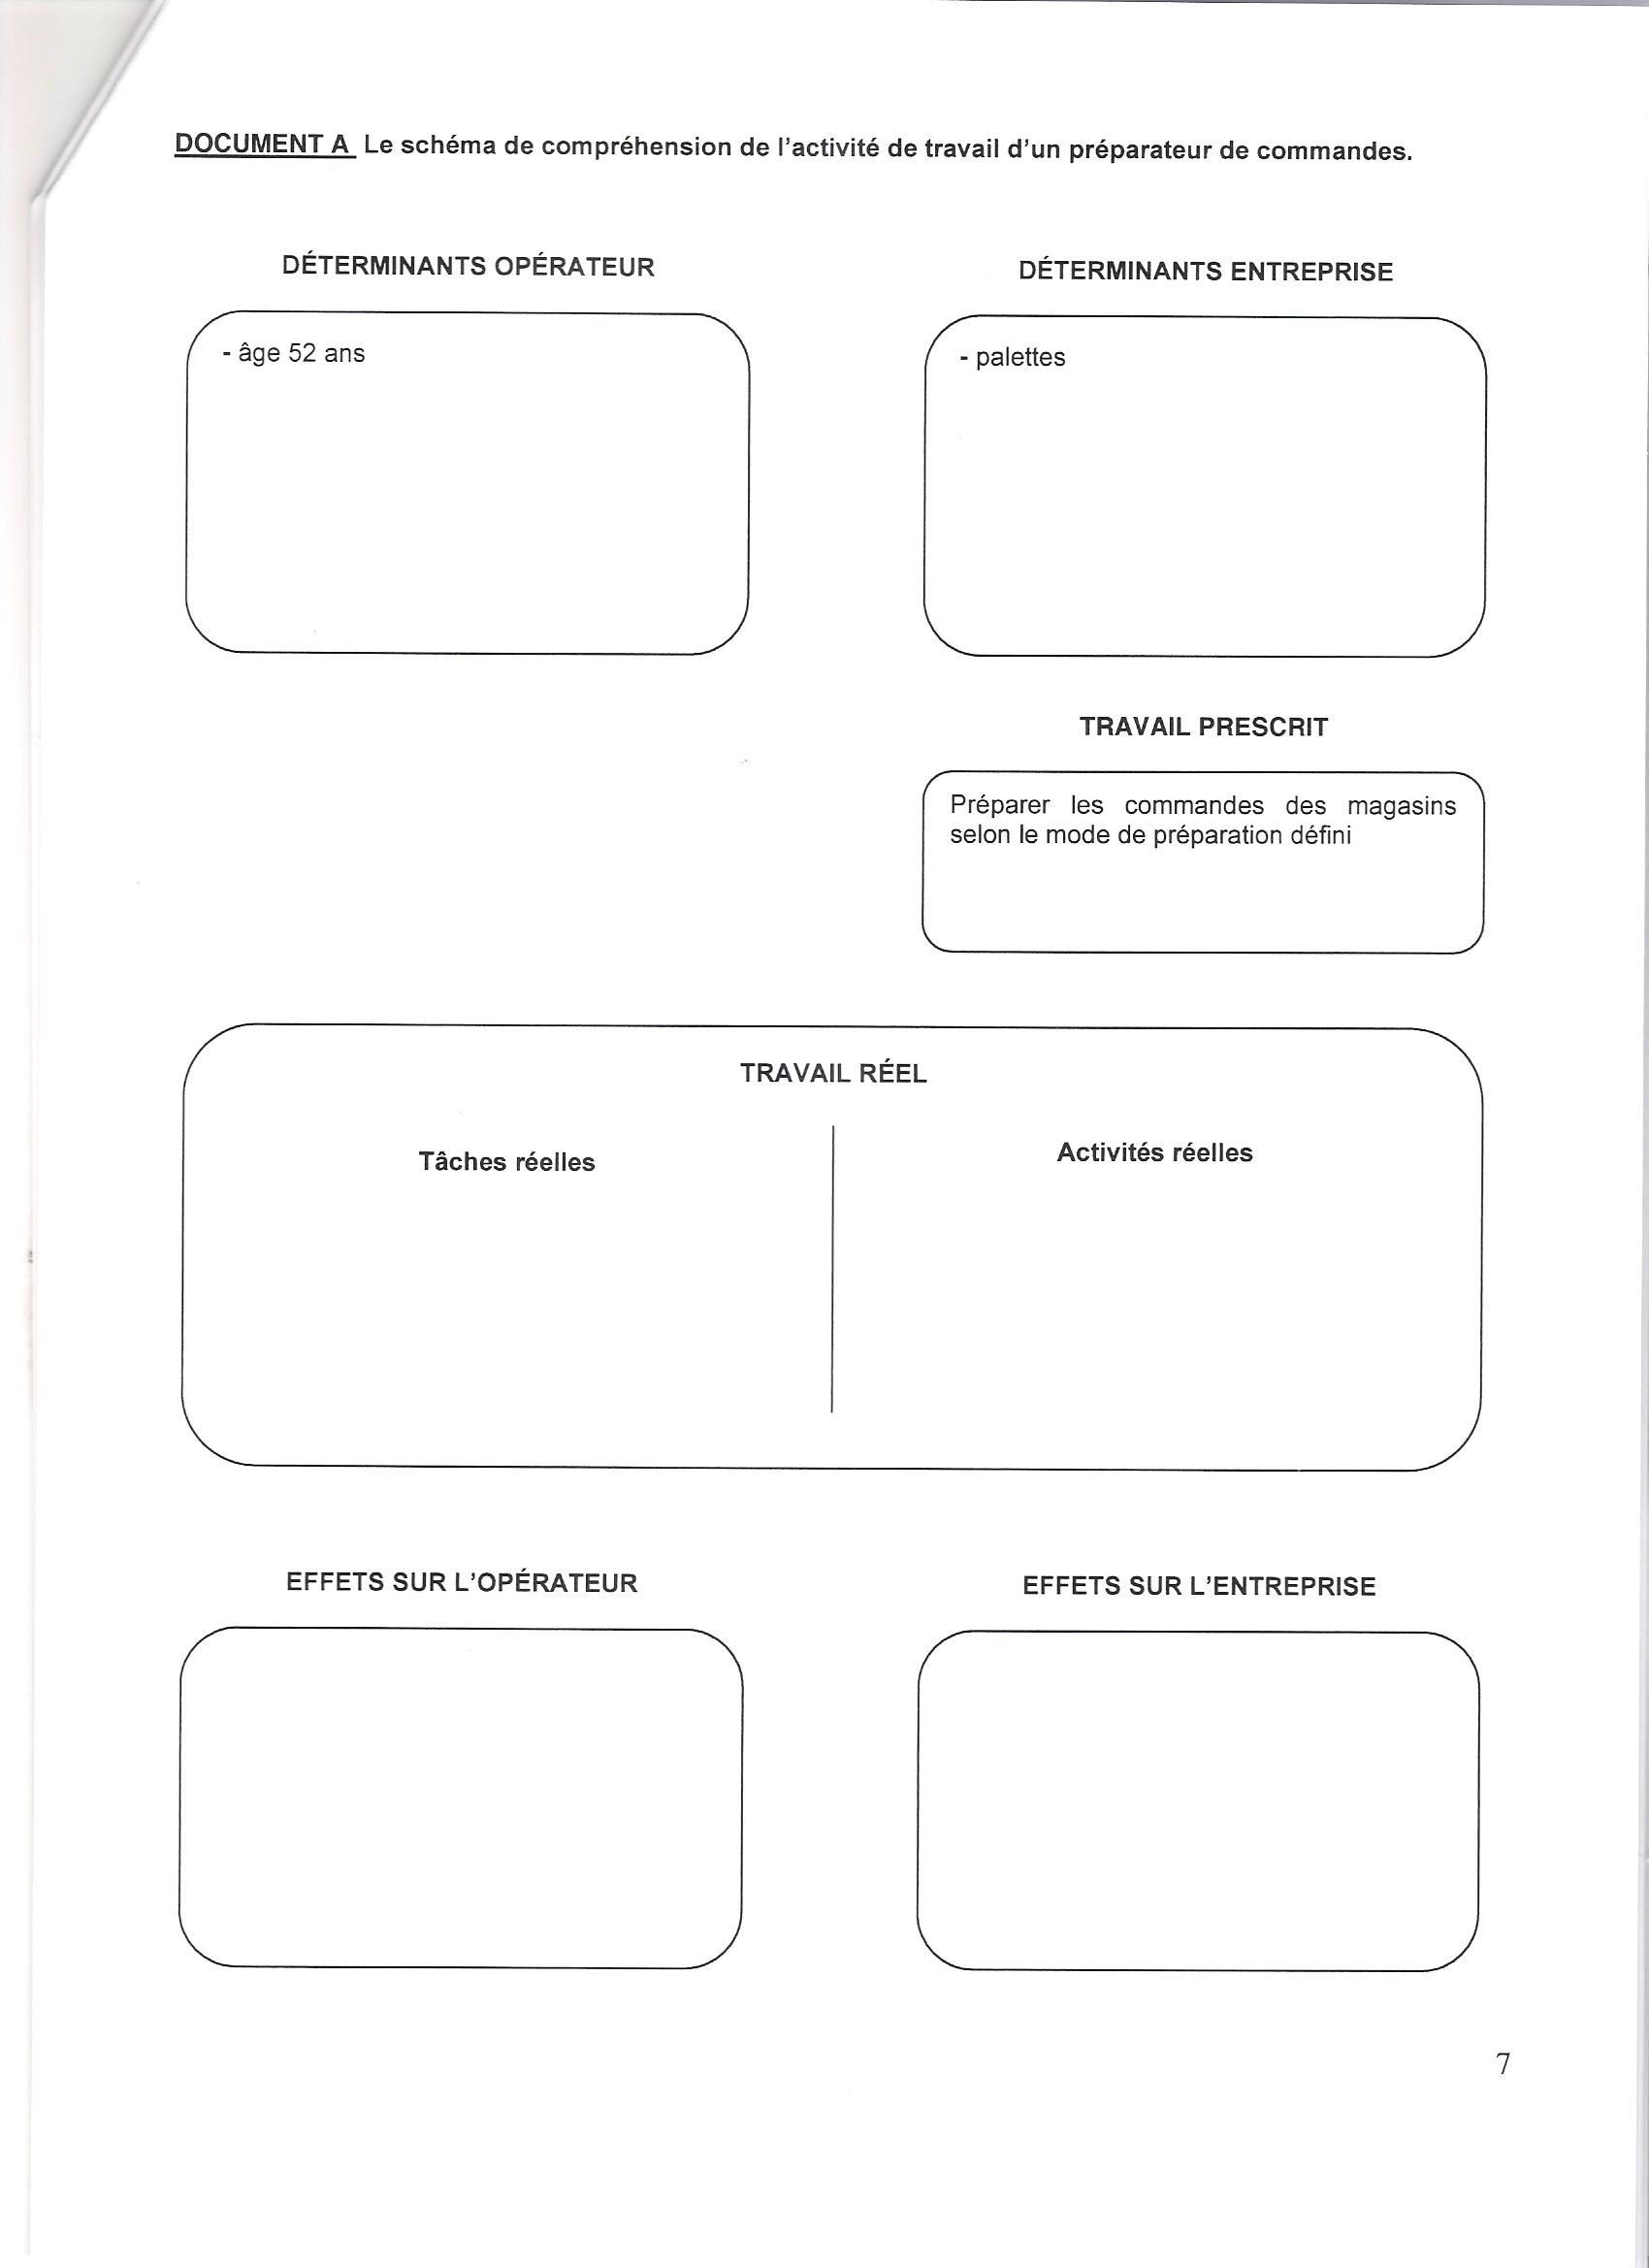 DOCUMENT A Le schéma de compréhension de l'activité de travail d'un préparateur de commandes.
DÉTERMINANTS OPÉRATEUR
- âge 52 ans
DÉTERMINANTS ENTREPRISE
- palettes
TRAVAIL PRESCRIT
Préparer les commandes des magasins
selon le mode de préparation défini
TRAVAIL RÉEL
Tâches réelles
Activités réelles
EFFETS SUR L'OPÉRATEUR
EFFETS SUR L'ENTREPRISE
7